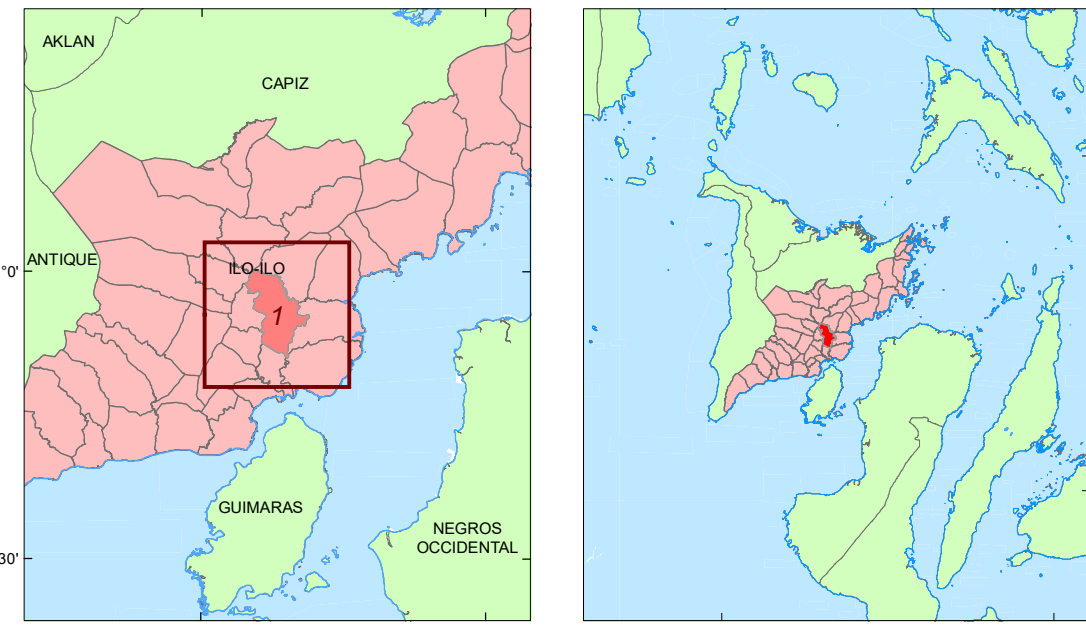 AKLAN
CAPIZ
ANTIQUE
°0'
ILO-ILO
1
GUIMARAS
NEGROS
OCCIDENTAL
30'